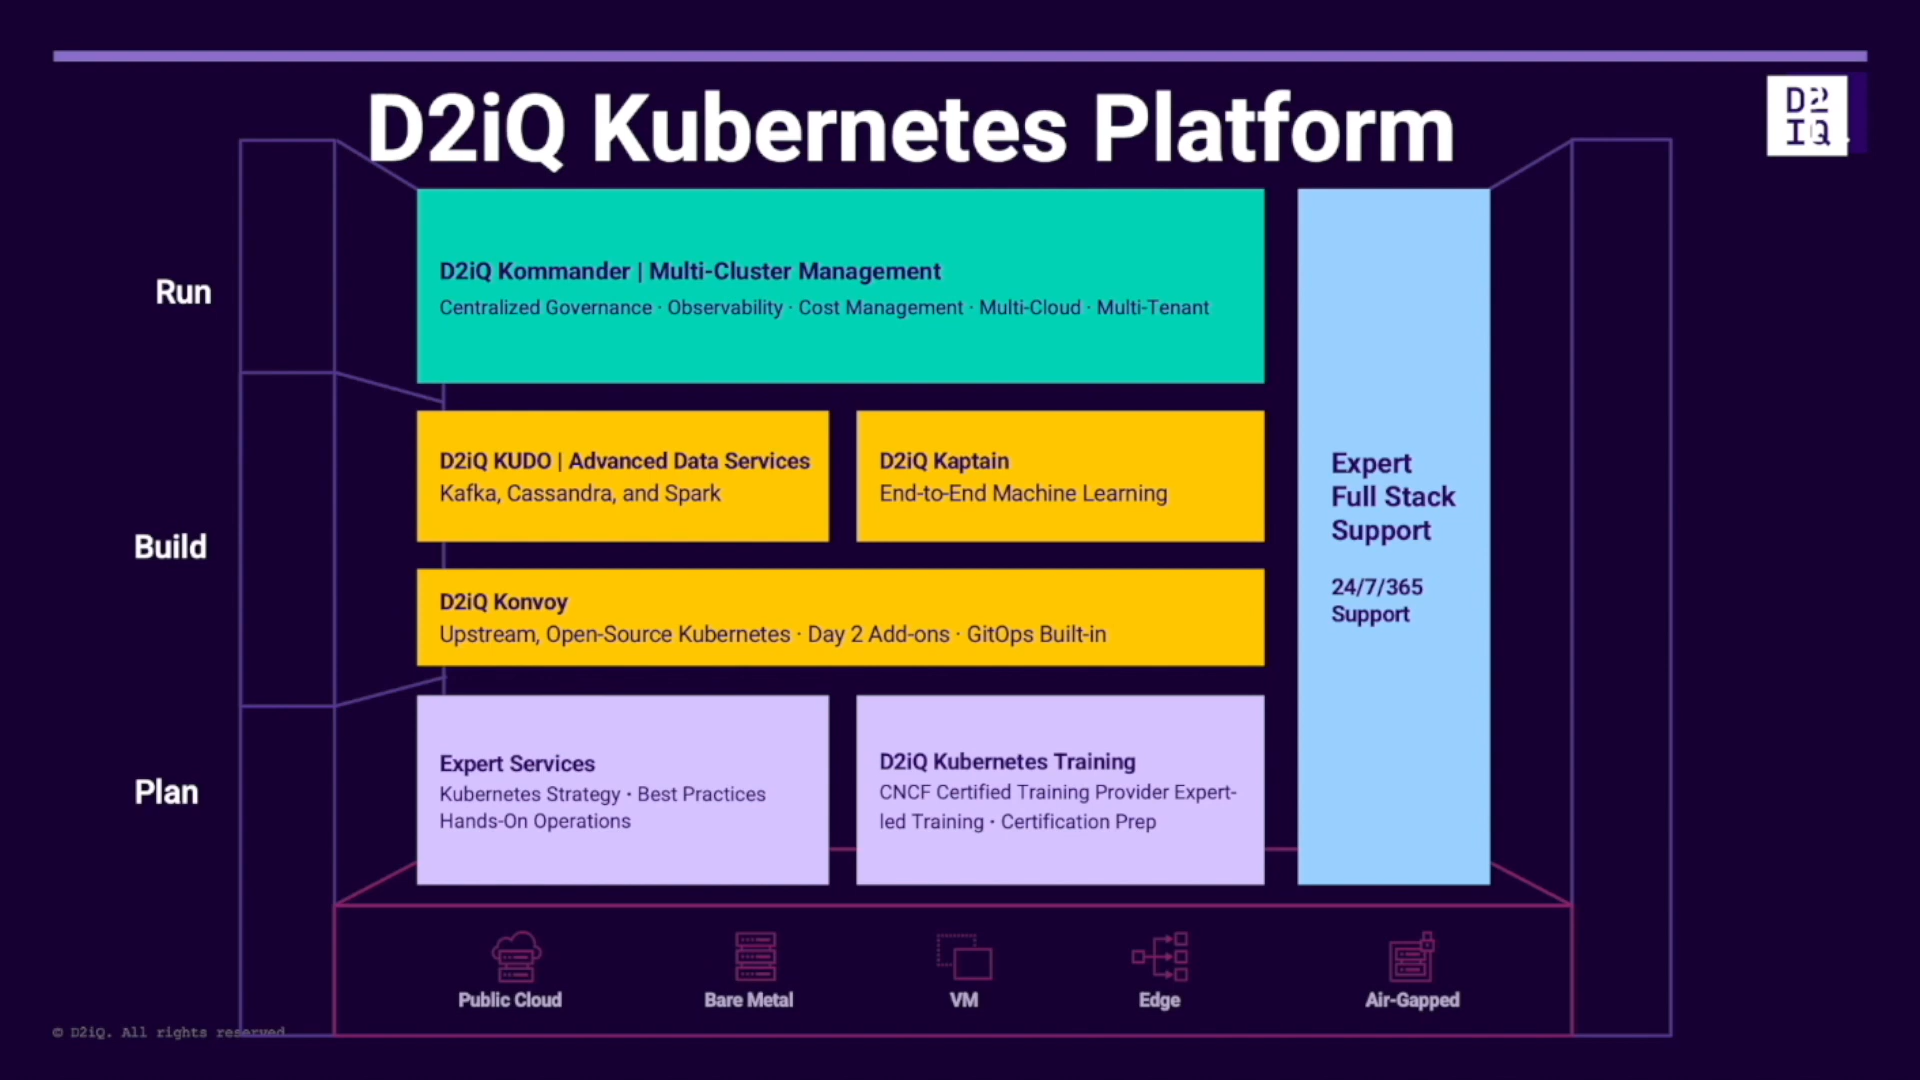 D2iQ Kubernetes Platform
D2
IQ
Run
D2iQ Kommander | Multi-Cluster Management
Centralized Governance · Observability · Cost Management · Multi-Cloud · Multi-Tenant
Build
D2iQ KUDO | Advanced Data Services
Kafka, Cassandra, and Spark
D2iQ Kaptain
End-to-End Machine Learning
D2iQ Konvoy
Upstream, Open-Source Kubernetes · Day 2 Add-ons · GitOps Built-in
Expert
Full Stack
Support
24/7/365
Support
Plan
Expert Services
Kubernetes Strategy · Best Practices
Hands-On Operations
D2iQ Kubernetes Training
CNCF Certified Training Provider Expert-
led Training · Certification Prep
Public Cloud
Bare Metal
VM
Edge
Air-Gapped
© D2iQ. All rights reserved